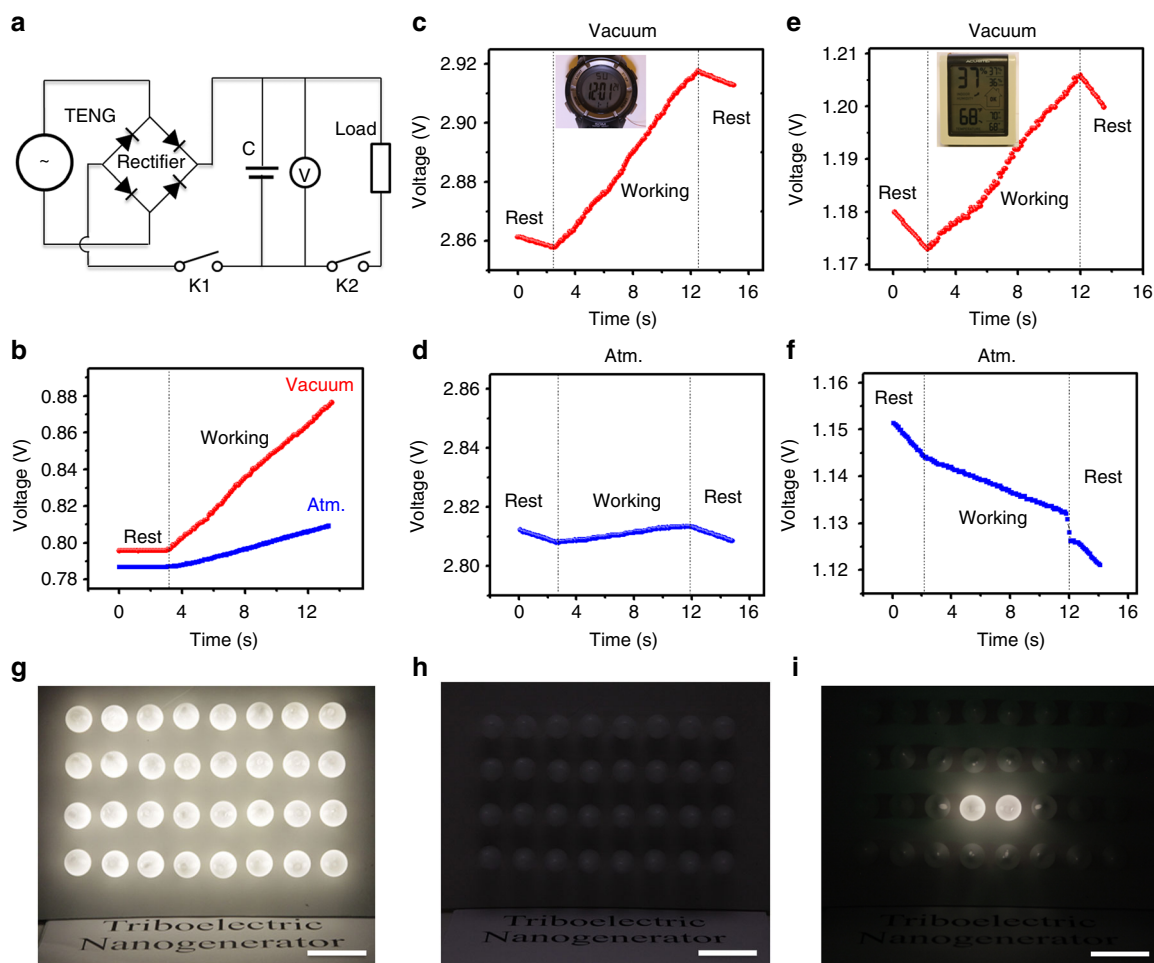 a
TENG
~
Rectifier
C
V
Load
K1
K2
b
Voltage (V)
0.88
0.86
0.84
0.82
0.80
0.78
Vacuum
Working
Atm.
Rest
0
4
8
12
Time (s)
c
Vacuum
Voltage (V)
2.92
2.90
2.88
2.86
SU
1201
Rest
Working
Rest
0
4
8
12
16
Time (s)
d
Atm.
Voltage (V)
2.86
2.84
2.82
2.80
Rest
Working
Rest
0
4
8
12
16
Time (s)
e
Vacuum
Voltage (V)
1.21
1.20
1.19
1.18
1.17
37
68
Rest
Working
Rest
0
4
8
12
16
Time (s)
f
Atm.
Voltage (V)
1.16
1.15
1.14
1.13
1.12
Rest
Working
Rest
0
4
8
12
16
Time (s)
g
Triboelectric
Nanogenerator
h
Triboelectric
Nanogenerator
i